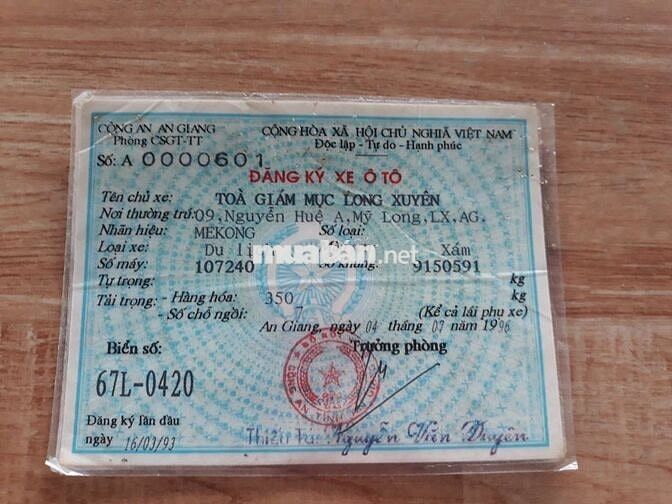 CÔNG AN AN GIANG
Phòng CSGT-TT
CỘNG HÒA XÃ HỘI CHỦ NGHĨA VIỆT NAM
Độc lập - Tự do - Hạnh phúc
Số: A 0000601
ĐĂNG KÝ XE Ô TÔ
Tên chủ xe: TOÀ GIÁM MỤC LONG XUYÊN
Nơi thường trú: 09, Nguyễn Huệ A, Mỹ Long, LX, AG.
Nhãn hiệu: MEKONG Số loại:
Loại xe: Du lị Xám
muaban.net
Số máy: 107240 Số khung: 9150591
Tự trọng: kg
Tải trọng: - Hàng hóa: 350 kg
- Số chỗ ngồi: 7 (Kể cả lái phụ xe)
An Giang, ngày 04 tháng 07 năm 1996
Biển số: Trưởng phòng
67L-0420
CÔNG AN TỈNH
Đăng ký lần đầu
ngày 16/03/93
Thiếu Tá: Nguyễn Viễn Duyên